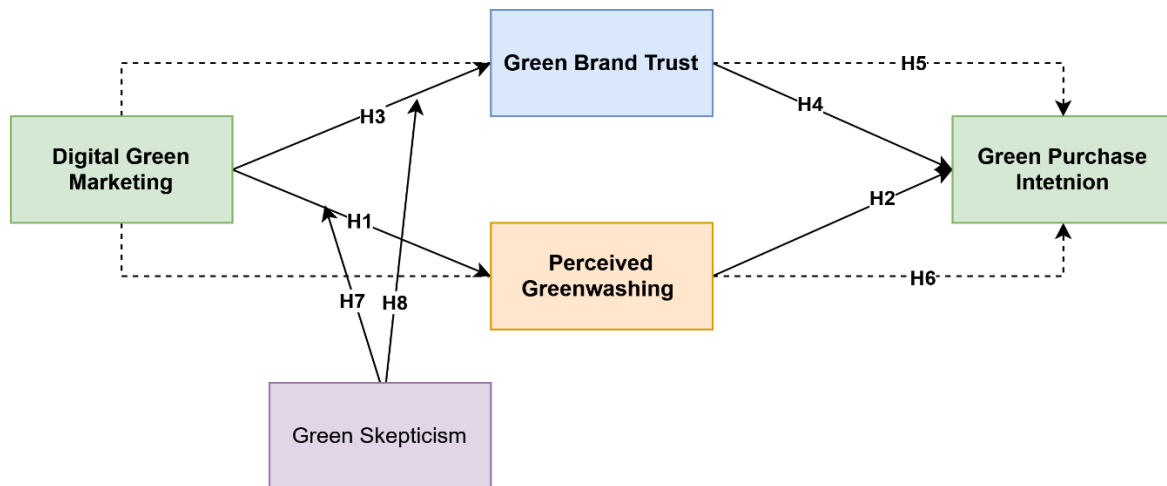 Green Brand Trust
H5
H3
H4
Digital Green
Marketing
Green Purchase
Intetnion
H1
H2
Perceived
Greenwashing
H6
H7
H8
Green Skepticism